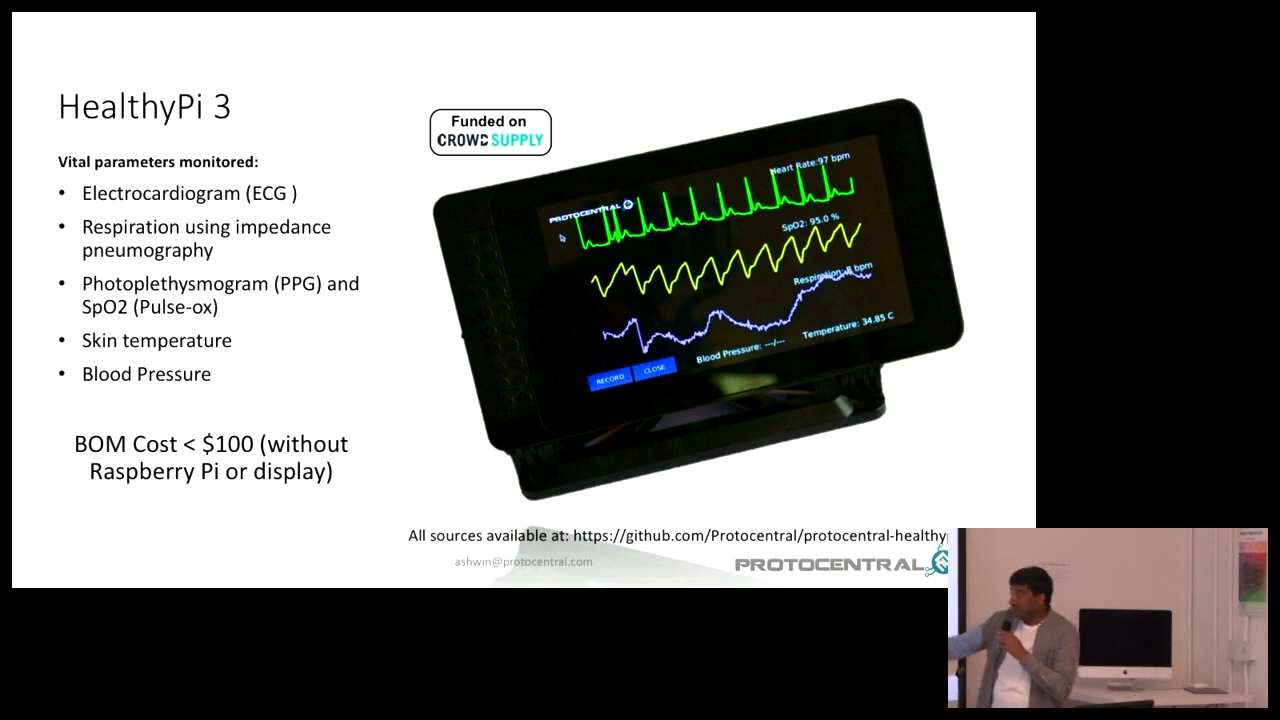 HealthyPi 3
Vital parameters monitored:
• Electrocardiogram (ECG )
• Respiration using impedance
pneumography
• Photoplethysmogram (PPG) and
SpO2 (Pulse-ox)
• Skin temperature
• Blood Pressure
BOM Cost < $100 (without
Raspberry Pi or display)
Funded on
CROWD SUPPLY
PROTOCENTRAL
Heart Rate:97 bpm
SpO2: 95.0 %
Respiration: 8 bpm
Temperature: 34.85 C
Blood Pressure: ---/---
RECORD
CLOSE
All sources available at: https://github.com/Protocentral/protocentral-healthy
ashwin@protocentral.com
PROTOCENTRAL